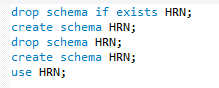 drop schema if exists HRN;
create schema HRN;
drop schema HRN;
create schema HRN;
use HRN;